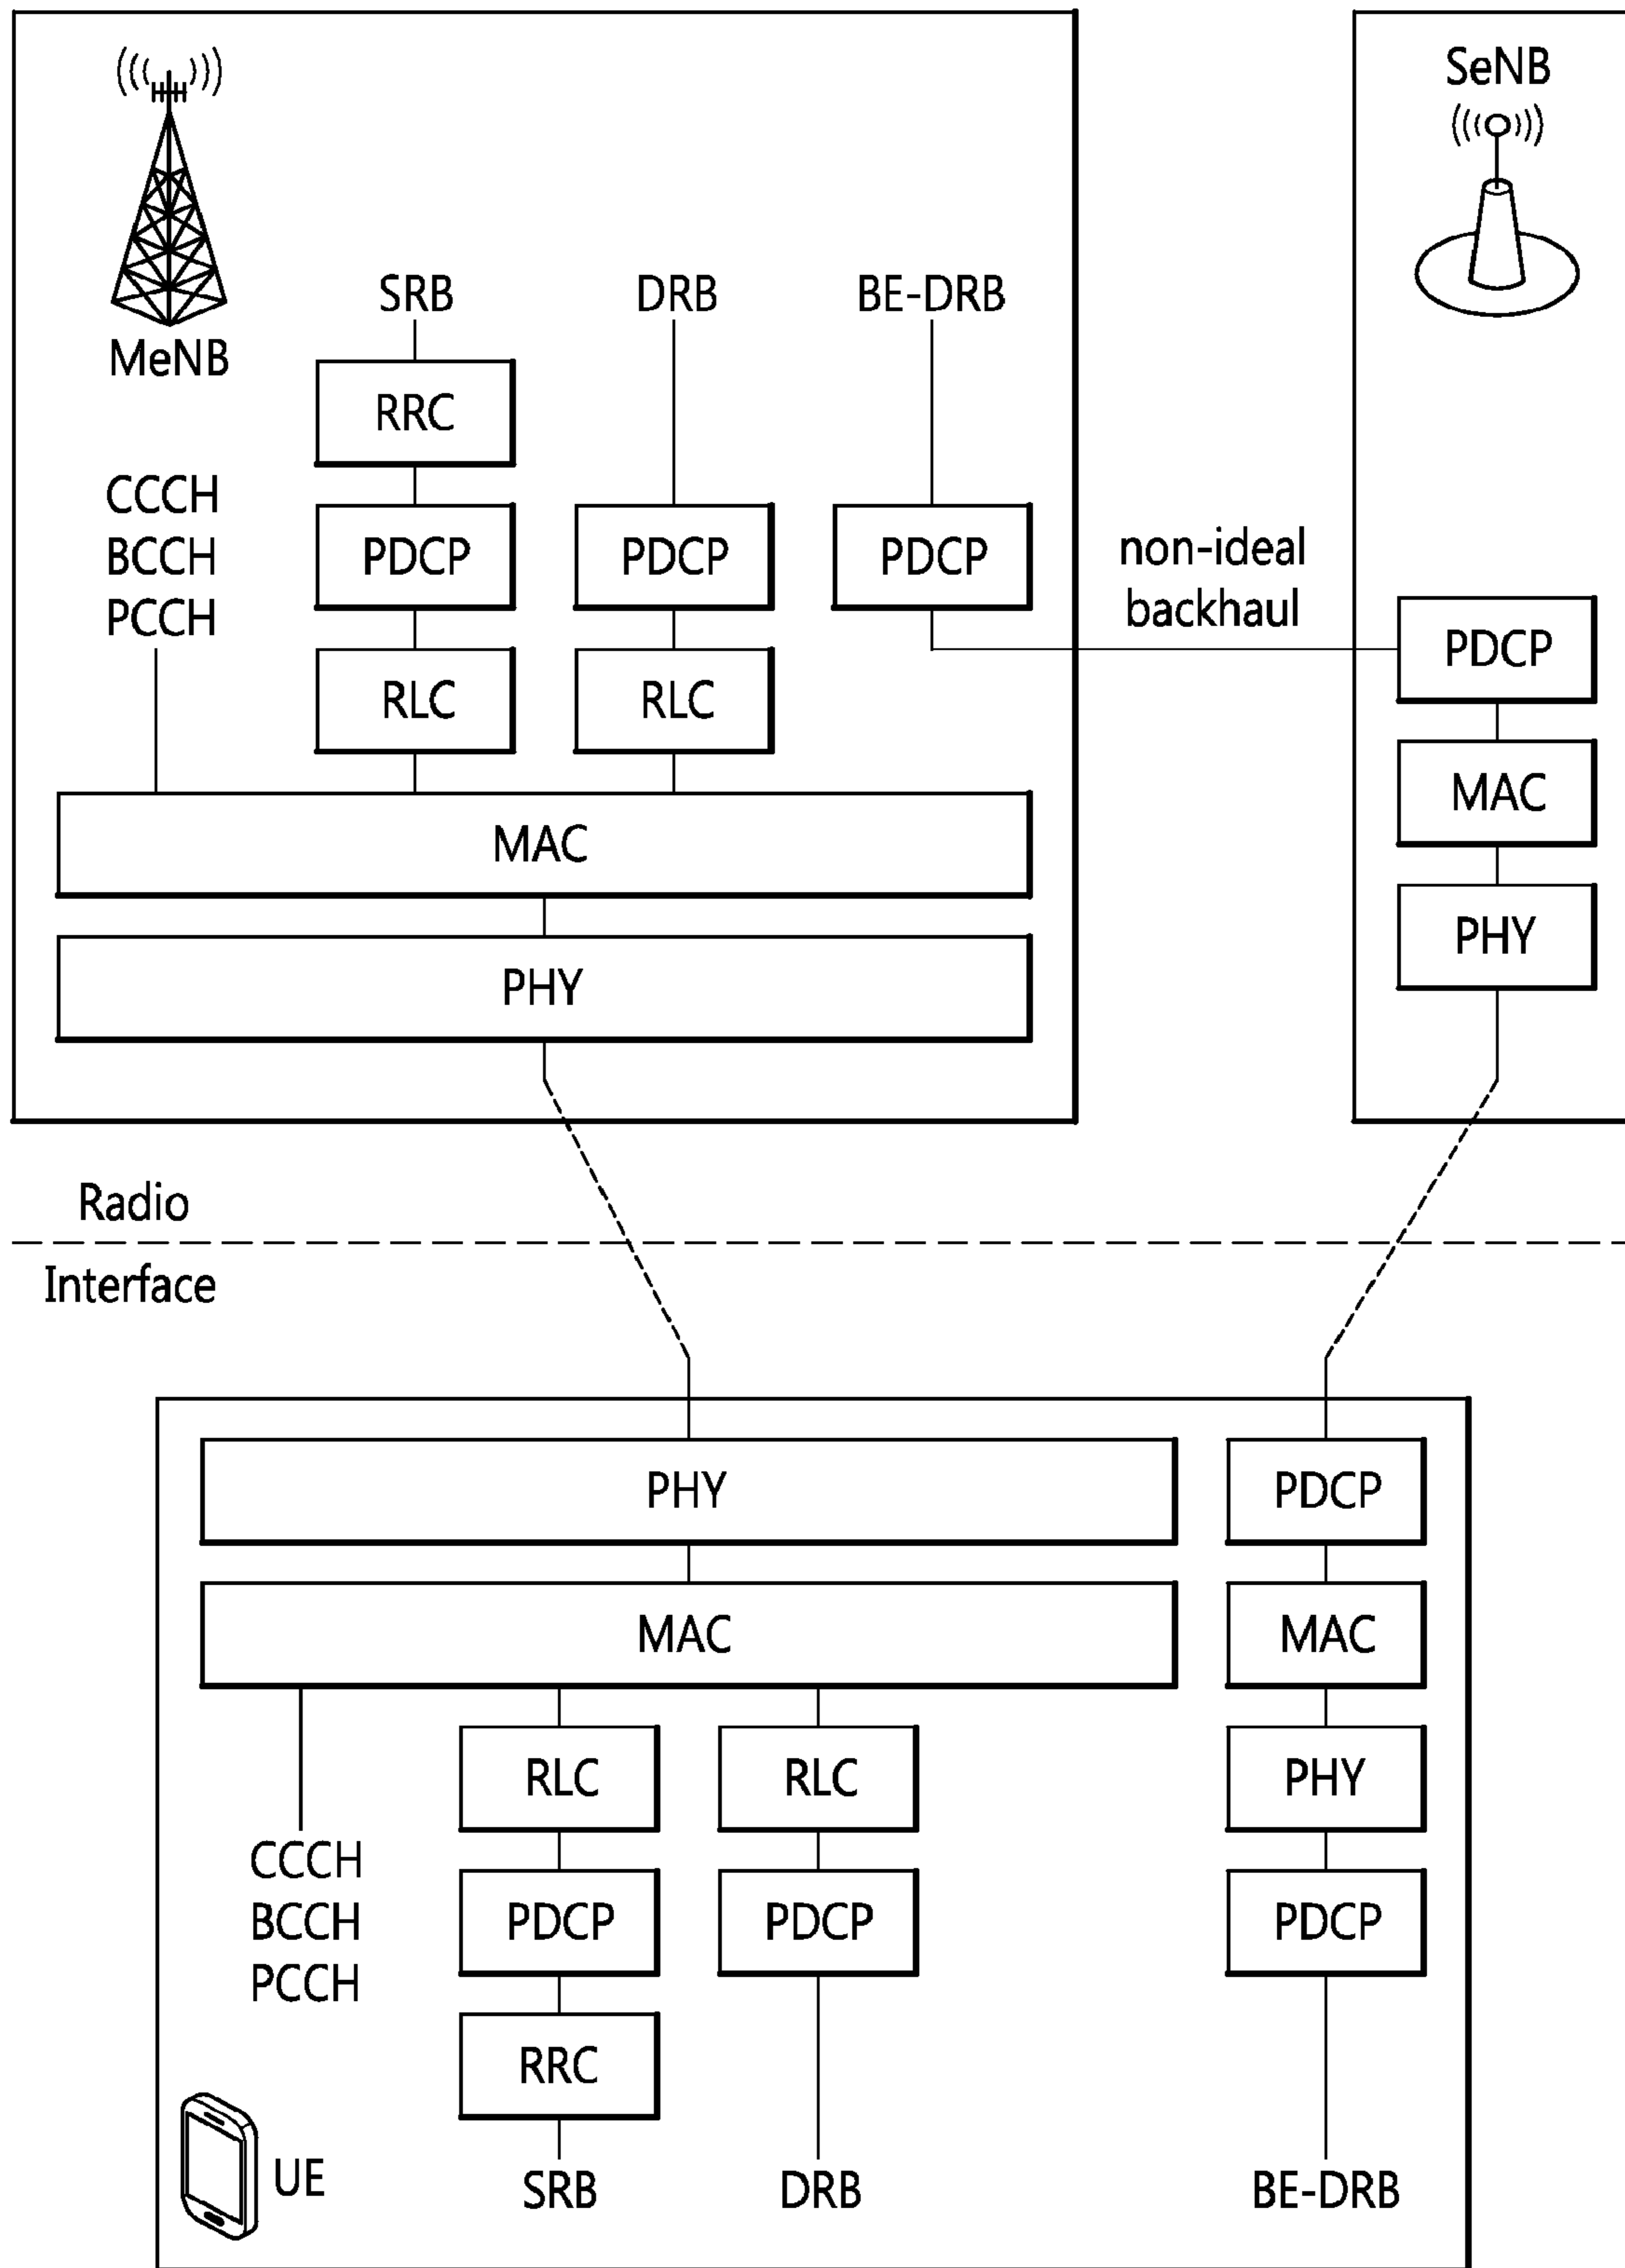 SeNB
SRB
DRB
BE-DRB
MeNB
RRC
CCCH
BCCH
PCCH
PDCP
PDCP
PDCP
non-ideal
backhaul
PDCP
RLC
RLC
MAC
MAC
PHY
PHY
Radio
Interface
PHY
PDCP
MAC
MAC
RLC
RLC
PHY
CCCH
BCCH
PCCH
PDCP
PDCP
PDCP
RRC
UE
SRB
DRB
BE-DRB